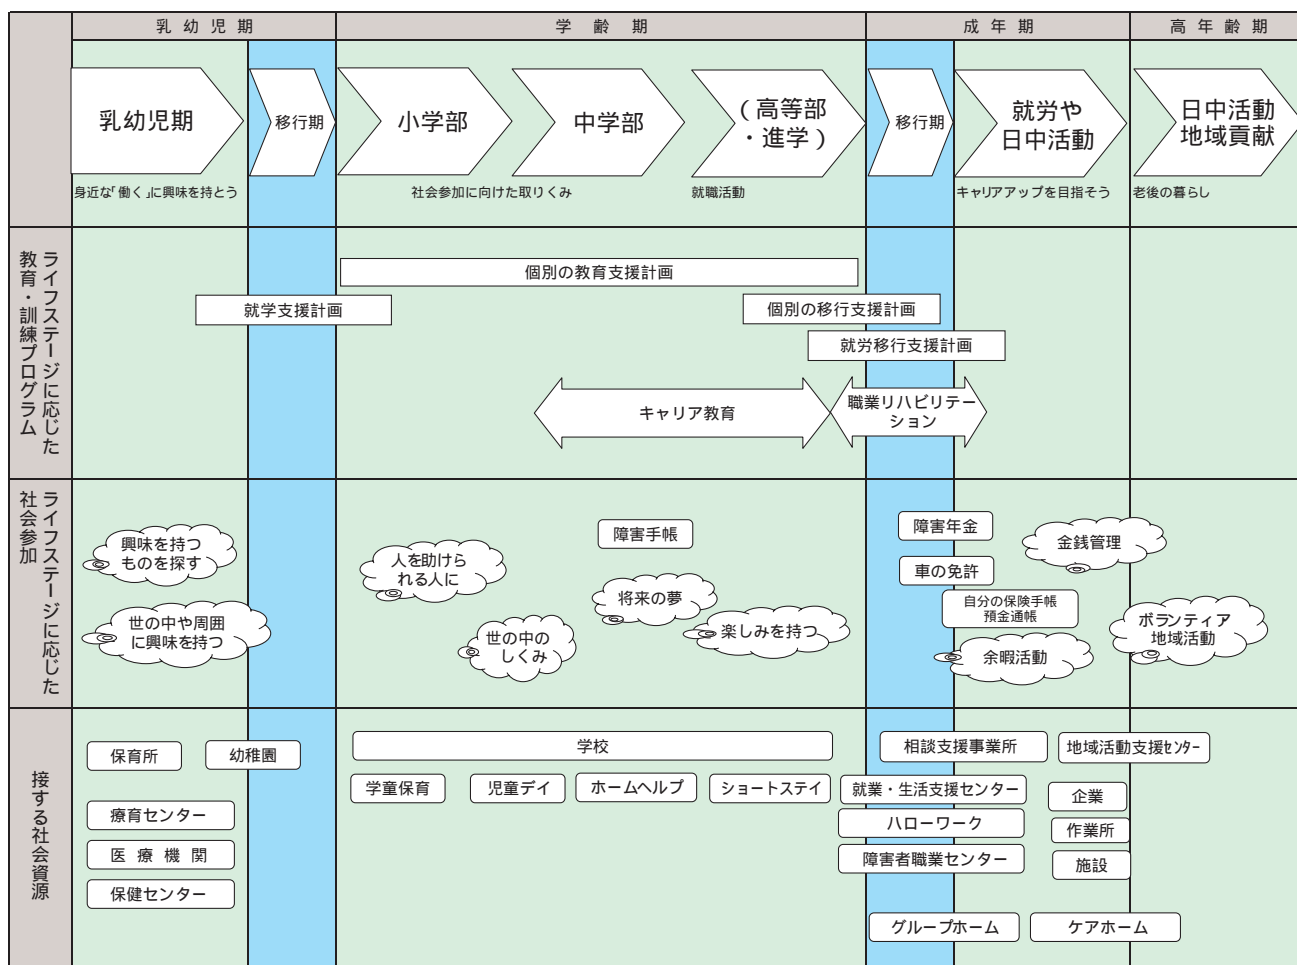 乳幼児期
学齢期
成年期
高年齢期
乳幼児期
移行期
小学部
中学部
(高等部
・進学)
移行期
就労や
日中活動
日中活動
地域貢献
身近な「働く」に興味を持とう
社会参加に向けた取りくみ
就職活動
キャリアアップを目指そう
老後の暮らし
ライフステージに応じた
教育・訓練プログラム
個別の教育支援計画
就学支援計画
個別の移行支援計画
就労移行支援計画
キャリア教育
職業リハビリテー
ション
ライフステージに応じた
社会参加
興味を持つ
ものを探す
世の中や周囲
に興味を持つ
人を助けら
れる人に
世の中の
しくみ
障害手帳
将来の夢
楽しみを持つ
障害年金
車の免許
自分の保険手帳
預金通帳
余暇活動
金銭管理
ボランティア
地域活動
接する社会資源
保育所
幼稚園
療育センター
医療機関
保健センター
学校
学童保育
児童デイ
ホームヘルプ
ショートステイ
相談支援事業所
地域活動支援センター
就業・生活支援センター
企業
ハローワーク
作業所
障害者職業センター
施設
グループホーム
ケアホーム